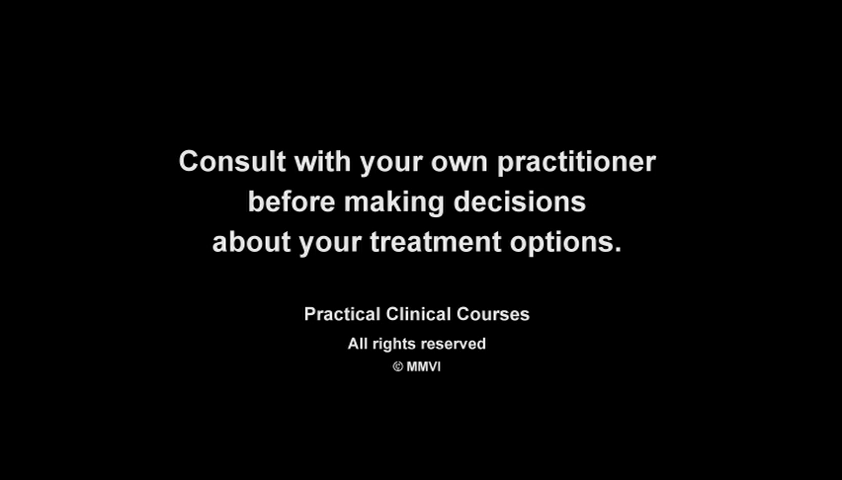 Consult with your own practitioner
before making decisions
about your treatment options.
Practical Clinical Courses
All rights reserved
© MMVI